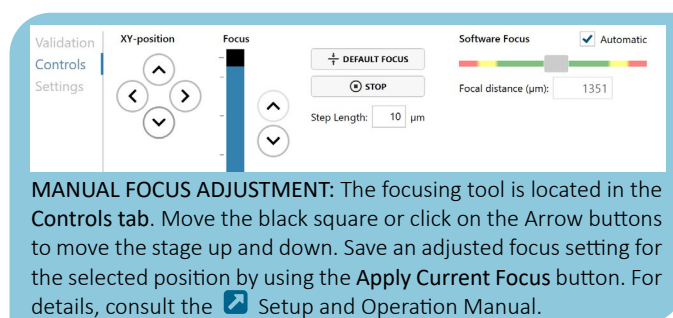 Validation
Controls
Settings
XY-position
Focus
DEFAULT FOCUS
STOP
Step Length: 10 µm
Software Focus
Automatic
Focal distance (µm): 1351
MANUAL FOCUS ADJUSTMENT: The focusing tool is located in the
Controls tab. Move the black square or click on the Arrow buttons
to move the stage up and down. Save an adjusted focus setting for
the selected position by using the Apply Current Focus button. For
details, consult the Setup and Operation Manual.